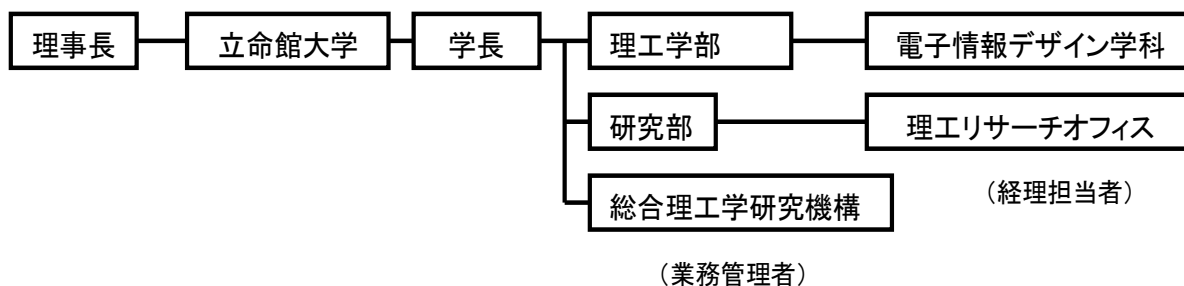 理事長 立命館大学 学長 理工学部 電子情報デザイン学科
研究部 理工リサーチオフィス
(経理担当者)
総合理工学研究機構
(業務管理者)